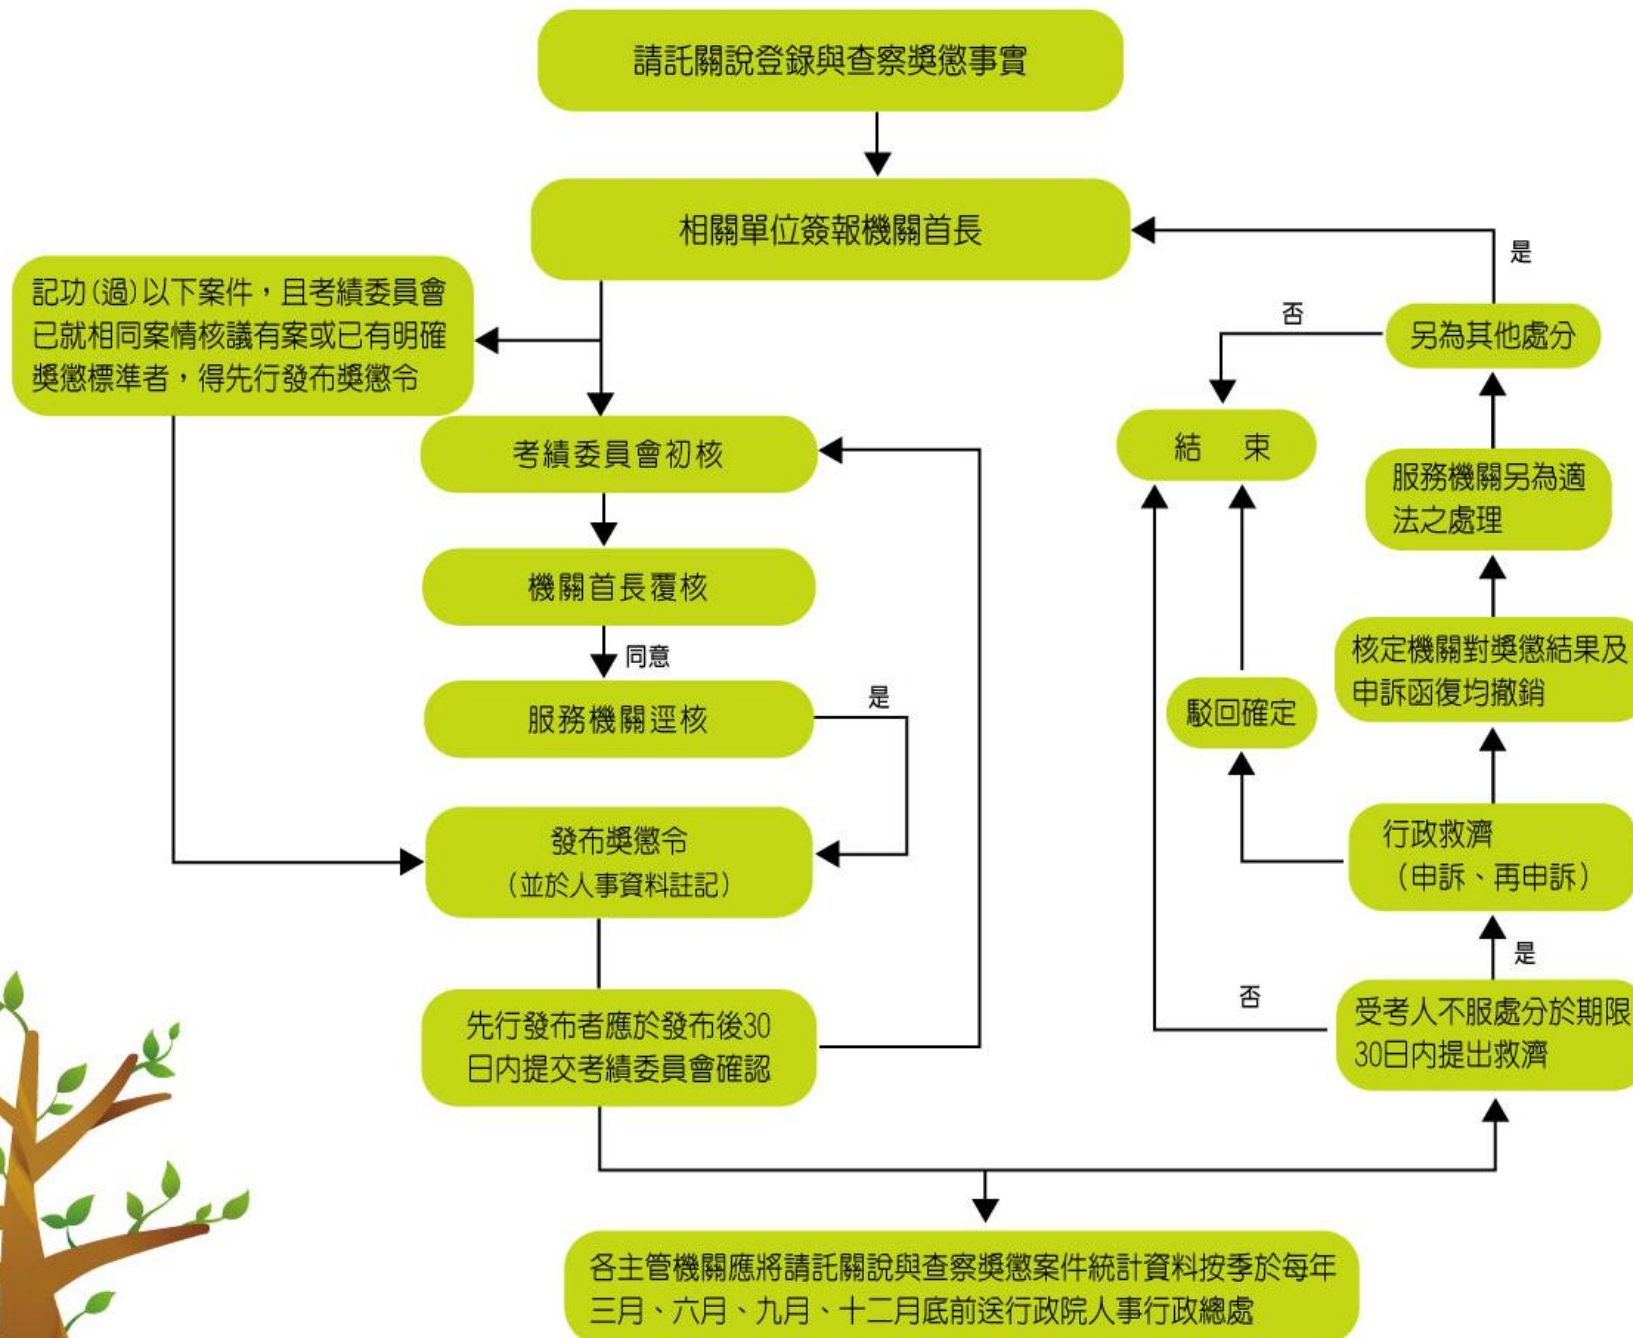 請託關說登錄與查察獎懲事實
相關單位簽報機關首長
是
記功(過)以下案件，且考績委員會
已就相同案情核議有案或已有明確
獎懲標準者，得先行發布獎懲令
否
另為其他處分
考績委員會初核
結 束
服務機關另為適
法之處理
機關首長覆核
同意
核定機關對獎懲結果及
申訴函復均撤銷
服務機關逕核
是
駁回確定
發布獎懲令
（並於人事資料註記）
行政救濟
（申訴、再申訴）
是
否
先行發布者應於發布後30
日內提交考績委員會確認
受考人不服處分於期限
30日內提出救濟
各主管機關應將請託關說與查察獎懲案件統計資料按季於每年
三月、六月、九月、十二月底前送行政院人事行政總處